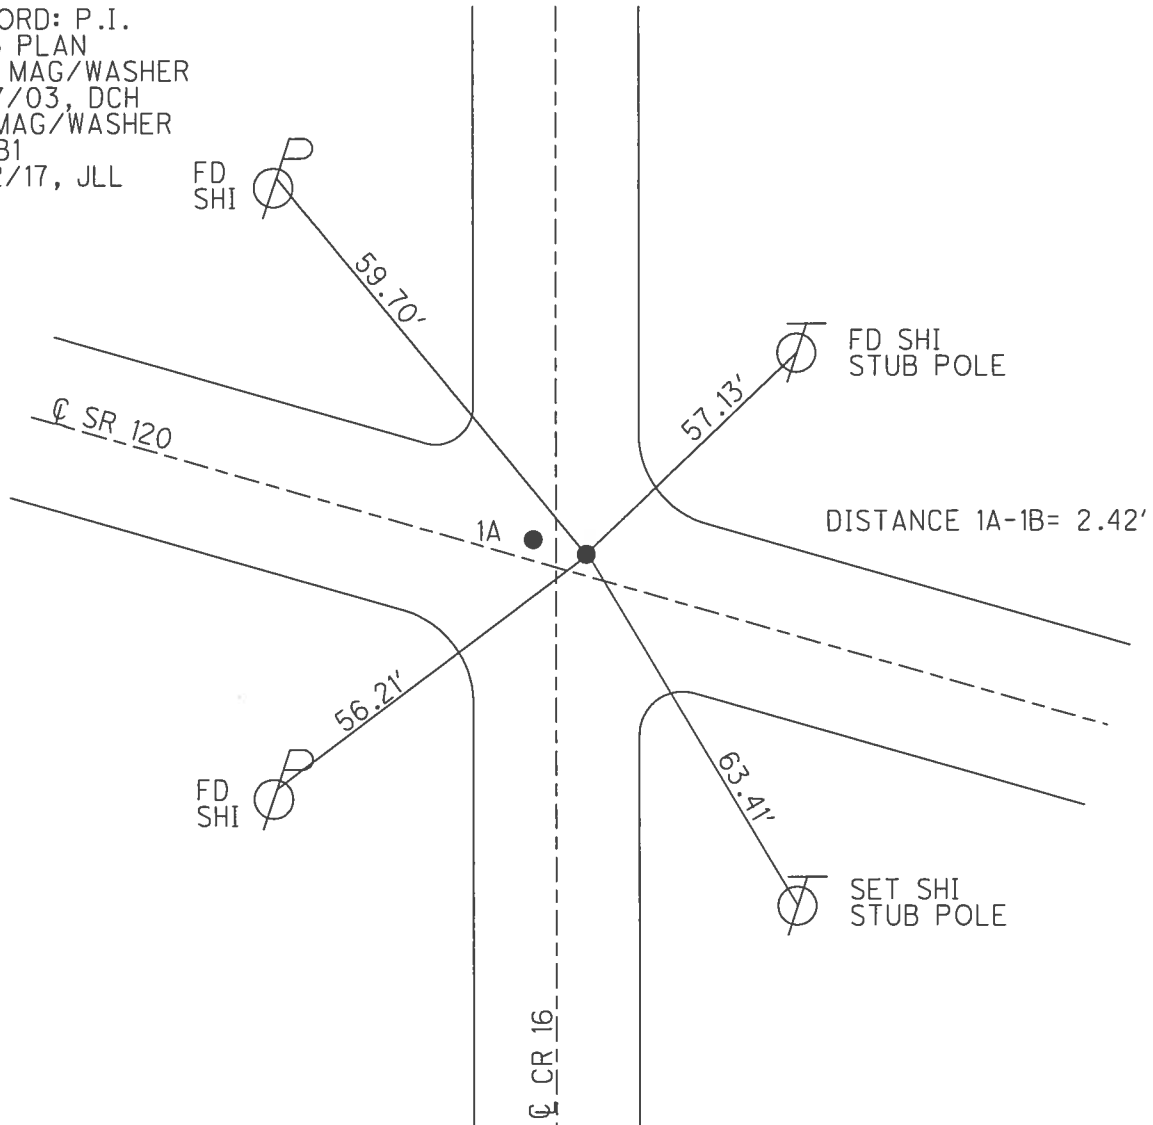 ORD: P.I.
PLAN
MAG/WASHER
/03, DCH
MAG/WASHER
B1
/17, JLL
FD
SHI
59.70'
FD SHI
STUB POLE
57.13'
℄ SR 120
1A
DISTANCE 1A-1B= 2.42'
56.21'
FD
SHI
63.41'
SET SHI
STUB POLE
℄ CR 16